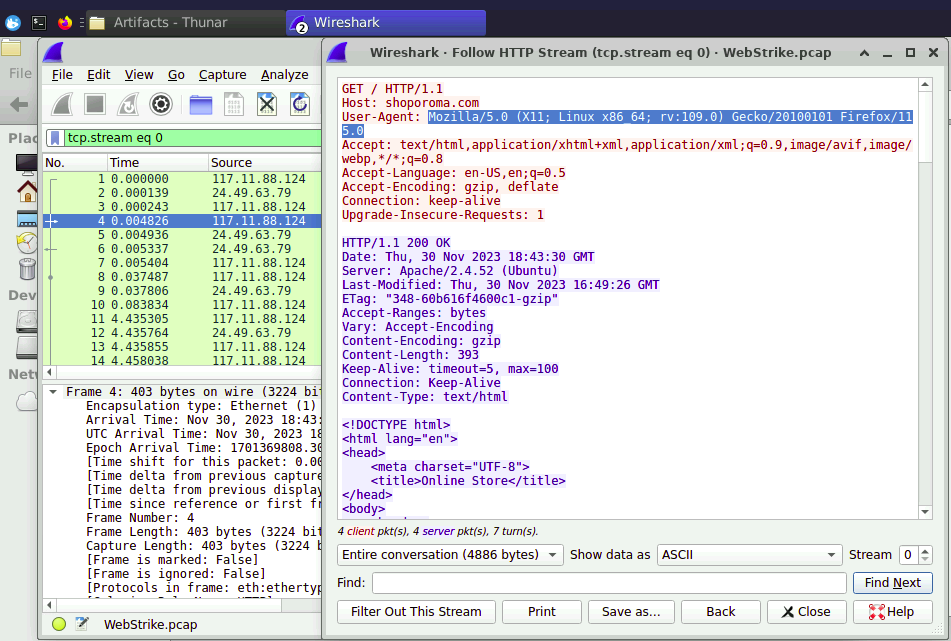 Artifacts - Thunar
2 Wireshark
File
Plac
Dev
Netw
File Edit View Go Capture Analyze
tcp.stream eq 0
No. Time Source
1 0.000000 117.11.88.124
2 0.000139 24.49.63.79
3 0.000243 117.11.88.124
4 0.004826 117.11.88.124
5 0.004936 24.49.63.79
6 0.005337 24.49.63.79
7 0.005404 117.11.88.124
8 0.037487 117.11.88.124
9 0.037806 24.49.63.79
10 0.083834 117.11.88.124
11 4.435305 117.11.88.124
12 4.435764 24.49.63.79
13 4.435855 117.11.88.124
14 4.458038 117.11.88.124
Frame 4: 403 bytes on wire (3224 bit
Encapsulation type: Ethernet (1)
Arrival Time: Nov 30, 2023 18:43:
UTC Arrival Time: Nov 30, 2023 18
Epoch Arrival Time: 1701369808.30
[Time shift for this packet: 0.00
[Time delta from previous capture
[Time delta from previous display
[Time since reference or first fr
Frame Number: 4
Frame Length: 403 bytes (3224 bit
Capture Length: 403 bytes (3224 b
[Frame is marked: False]
[Frame is ignored: False]
[Protocols in frame: eth:ethertyp
WebStrike.pcap
Wireshark · Follow HTTP Stream (tcp.stream eq 0) · WebStrike.pcap
GET / HTTP/1.1
Host: shoporoma.com
User-Agent: Mozilla/5.0 (X11; Linux x86_64; rv:109.0) Gecko/20100101 Firefox/11
5.0
Accept: text/html,application/xhtml+xml,application/xml;q=0.9,image/avif,image/
webp,*/*;q=0.8
Accept-Language: en-US,en;q=0.5
Accept-Encoding: gzip, deflate
Connection: keep-alive
Upgrade-Insecure-Requests: 1
HTTP/1.1 200 OK
Date: Thu, 30 Nov 2023 18:43:30 GMT
Server: Apache/2.4.52 (Ubuntu)
Last-Modified: Thu, 30 Nov 2023 16:49:26 GMT
ETag: "348-60b616f4600c1-gzip"
Accept-Ranges: bytes
Vary: Accept-Encoding
Content-Encoding: gzip
Content-Length: 393
Keep-Alive: timeout=5, max=100
Connection: Keep-Alive
Content-Type: text/html
<!DOCTYPE html>
<html lang="en">
<head>
<meta charset="UTF-8">
<title>Online Store</title>
</head>
<body>
4 client pkt(s), 4 server pkt(s), 7 turn(s).
Entire conversation (4886 bytes) Show data as ASCII Stream 0
Find: Find Next
Filter Out This Stream Print Save as... Back Close Help